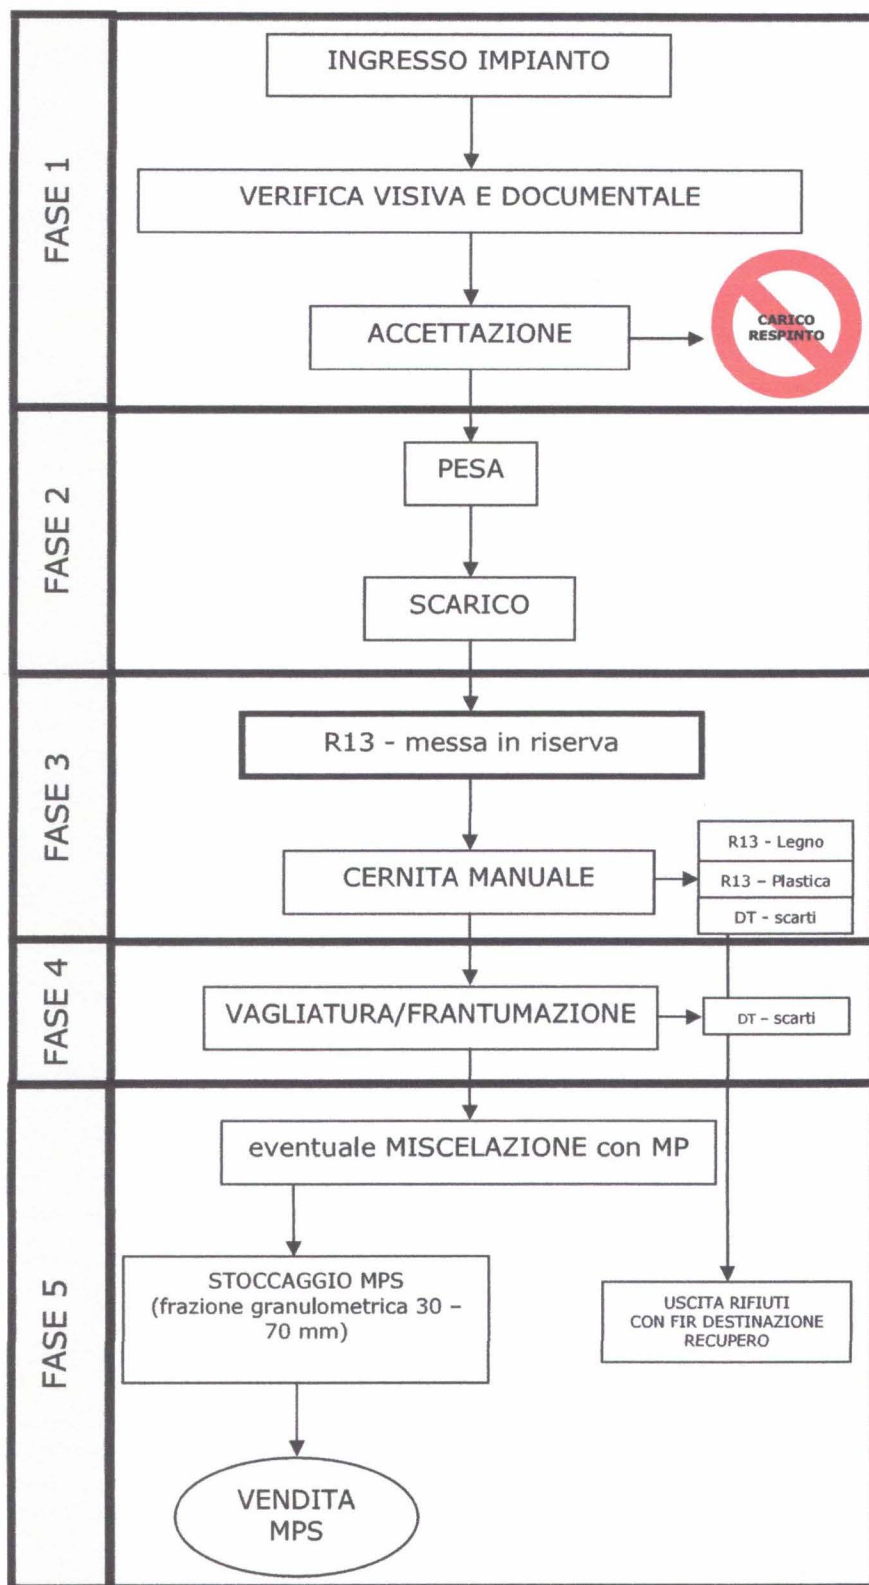 FASE 1
INGRESSO IMPIANTO
VERIFICA VISIVA E DOCUMENTALE
ACCETTAZIONE
CARICO
RESPINTO
FASE 2
PESA
SCARICO
FASE 3
R13 - messa in riserva
CERNITA MANUALE
R13 - Legno
R13 – Plastica
DT - scarti
FASE 4
VAGLIATURA/FRANTUMAZIONE
DT – scarti
FASE 5
eventuale MISCELAZIONE con MP
STOCCAGGIO MPS
(frazione granulometrica 30 –
70 mm)
USCITA RIFIUTI
CON FIR DESTINAZIONE
RECUPERO
VENDITA
MPS